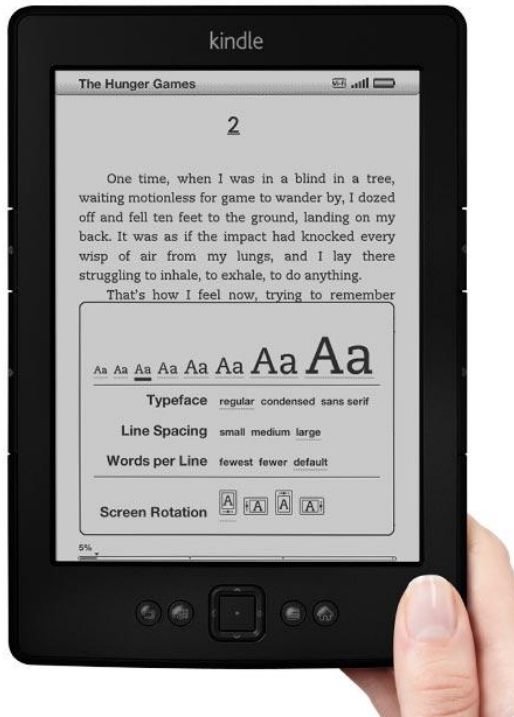 kindle
The Hunger Games Wi-Fi
2
One time, when I was in a blind in a tree,
waiting motionless for game to wander by, I dozed
off and fell ten feet to the ground, landing on my
back. It was as if the impact had knocked every
wisp of air from my lungs, and I lay there
struggling to inhale, to exhale, to do anything.
That's how I feel now, trying to remember
Aa Aa Aa Aa Aa Aa Aa Aa
Typeface regular condensed sans serif
Line Spacing small medium large
Words per Line fewest fewer default
Screen Rotation A A A A
5%